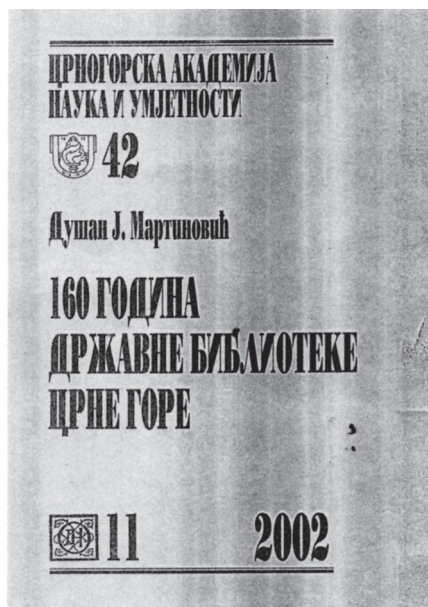 ЦРНОГОРСКА АКАДЕМИЈА
НАУКА И УМЈЕТНОСТИ
42
Душан Ј. Мартиновић
160 ГОДИНА
ДРЖАВНЕ БИБЛИОТЕКЕ
ЦРНЕ ГОРЕ
11 2002